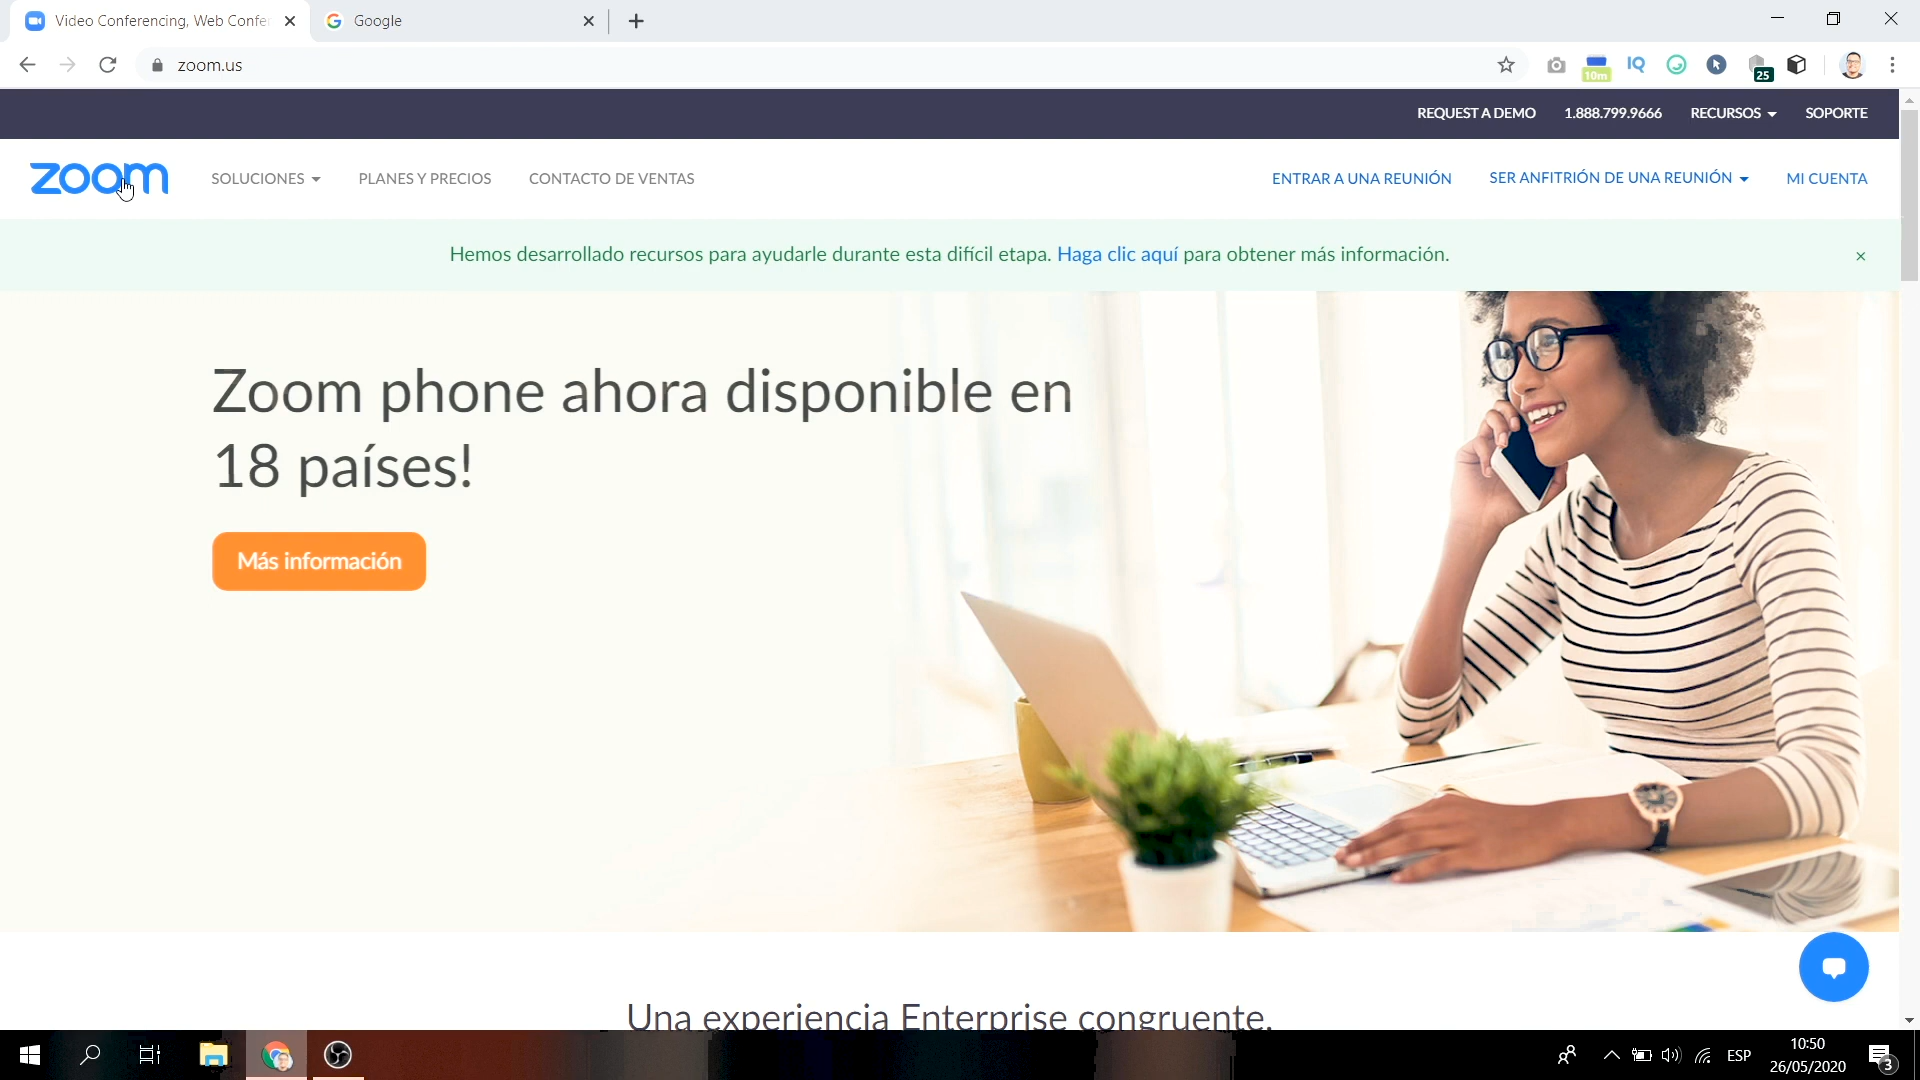 Video Conferencing, Web Confe
Google
zoom.us
10m
IQ
25
REQUEST A DEMO
1.888.799.9666
RECURSOS
SOPORTE
zoom
SOLUCIONES
PLANES Y PRECIOS
CONTACTO DE VENTAS
ENTRAR A UNA REUNIÓN
SER ANFITRIÓN DE UNA REUNIÓN
MI CUENTA
Hemos desarrollado recursos para ayudarle durante esta difícil etapa. Haga clic aquí para obtener más información.
Zoom phone ahora disponible en
18 países!
Más información
Una experiencia Enterprise congruente.
ESP
10:50
26/05/2020
3